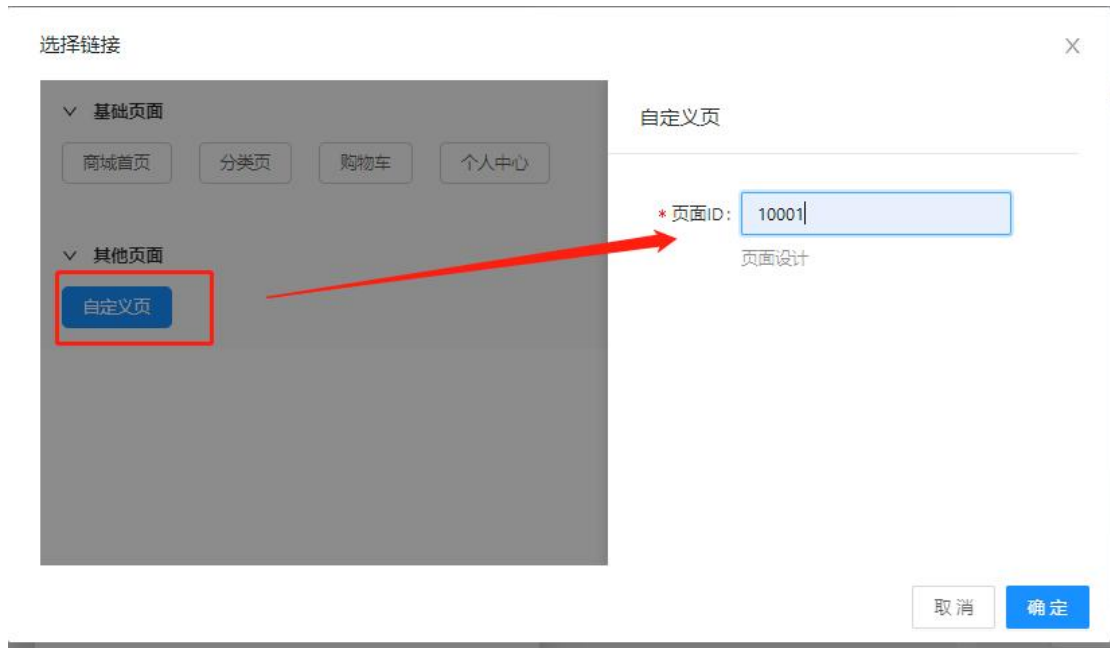 选择链接
基础页面
商城首页 分类页 购物车 个人中心
其他页面
自定义页
自定义页
* 页面ID: 10001
页面设计
取 消 确 定